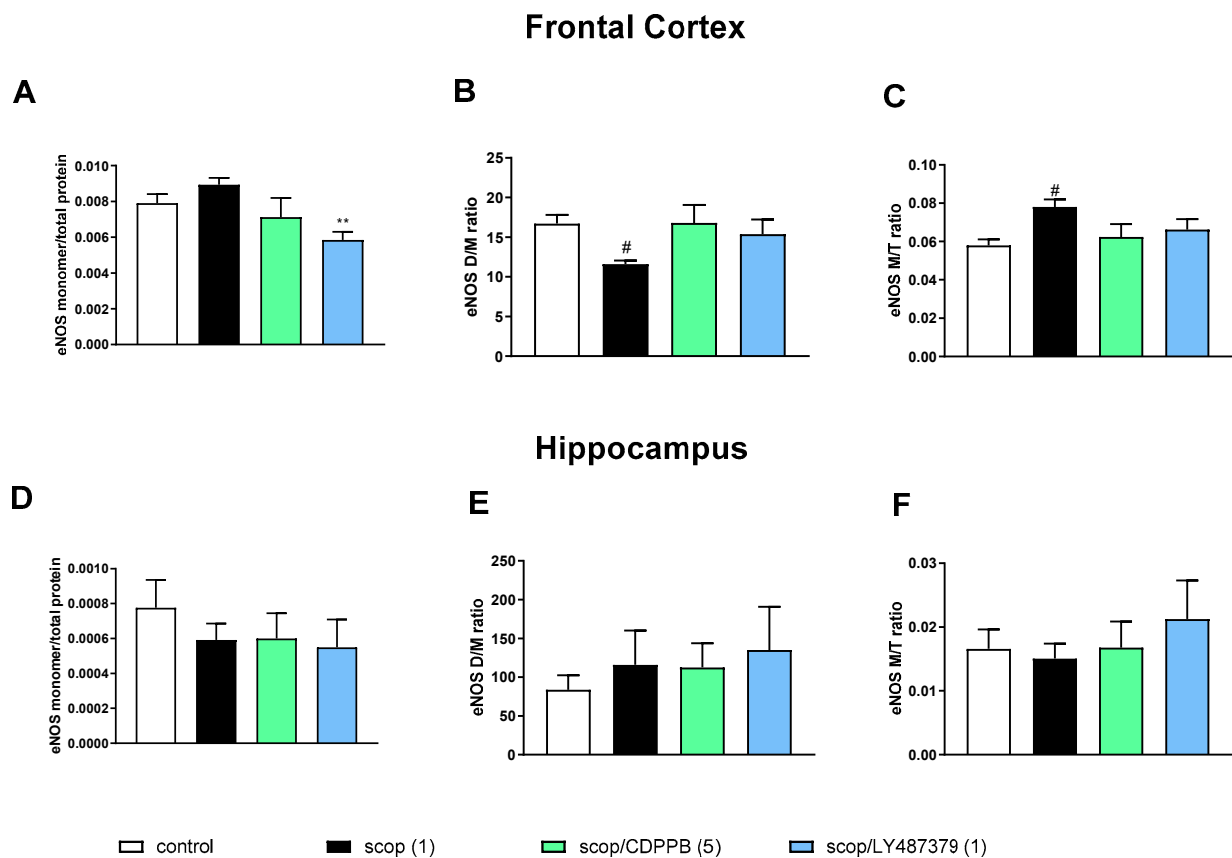 Frontal Cortex
A
B
C
eNOS monomer/total protein
0.010
0.008
0.006
0.004
0.002
0.000
**
eNOS D/M ratio
25
20
15
10
5
0
#
eNOS M/T ratio
0.10
0.08
0.06
0.04
0.02
0.00
#
Hippocampus
D
E
F
eNOS monomer/total protein
0.0010
0.0008
0.0006
0.0004
0.0002
0.0000
eNOS D/M ratio
250
200
150
100
50
0
eNOS M/T ratio
0.03
0.02
0.01
0.00
control
scop (1)
scop/CDPPB (5)
scop/LY487379 (1)